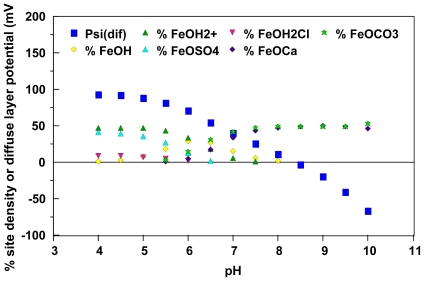 Psi(dif) % FeOH2+ % FeOH2Cl % FeOCO3
% FeOH % FeOSO4 % FeOCa
% site density or diffuse layer potential (mV
200
150
100
50
0
-50
-100
3 4 5 6 7 8 9 10 11
pH